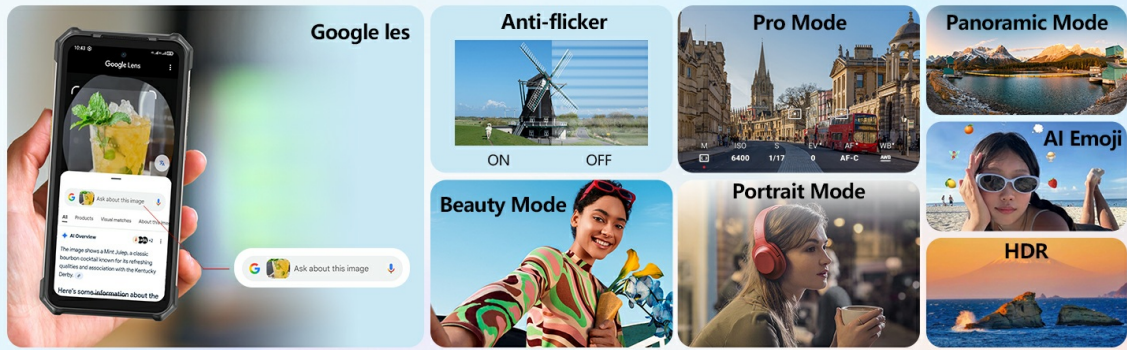 Google les
10:43
Google Lens
Ask about this image
All Products Visual matches About this
AI Overview
+2
The image shows a Mint Julep, a classic
bourbon cocktail known for its refreshing
qualities and association with the Kentucky
Derby.
Here's some information about the
Ask about this image
Anti-flicker
ON OFF
Pro Mode
M ISO S EV AF WB
6400 1/17 0 AF-C AWB
Panoramic Mode
AI Emoji
Beauty Mode
Portrait Mode
HDR